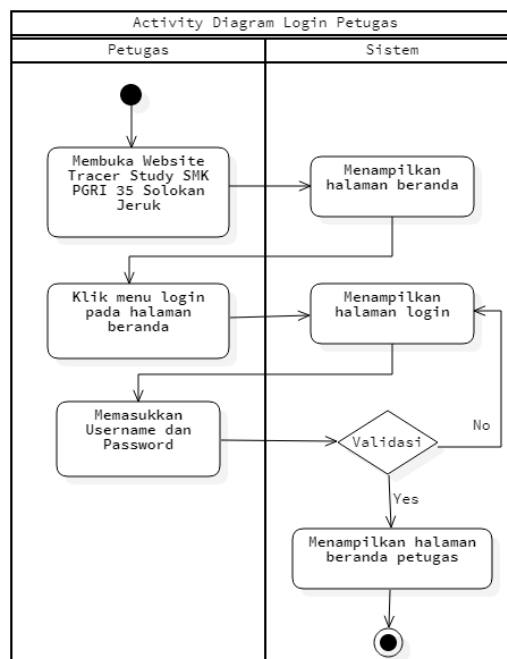 Activity Diagram Login Petugas
Petugas
Sistem
Membuka Website
Tracer Study SMK
PGRI 35 Solokan
Jeruk
Menampilkan
halaman beranda
Klik menu login
pada halaman
beranda
Menampilkan
halaman login
Memasukkan
Username dan
Password
Validasi
No
Yes
Menampilkan halaman
beranda petugas